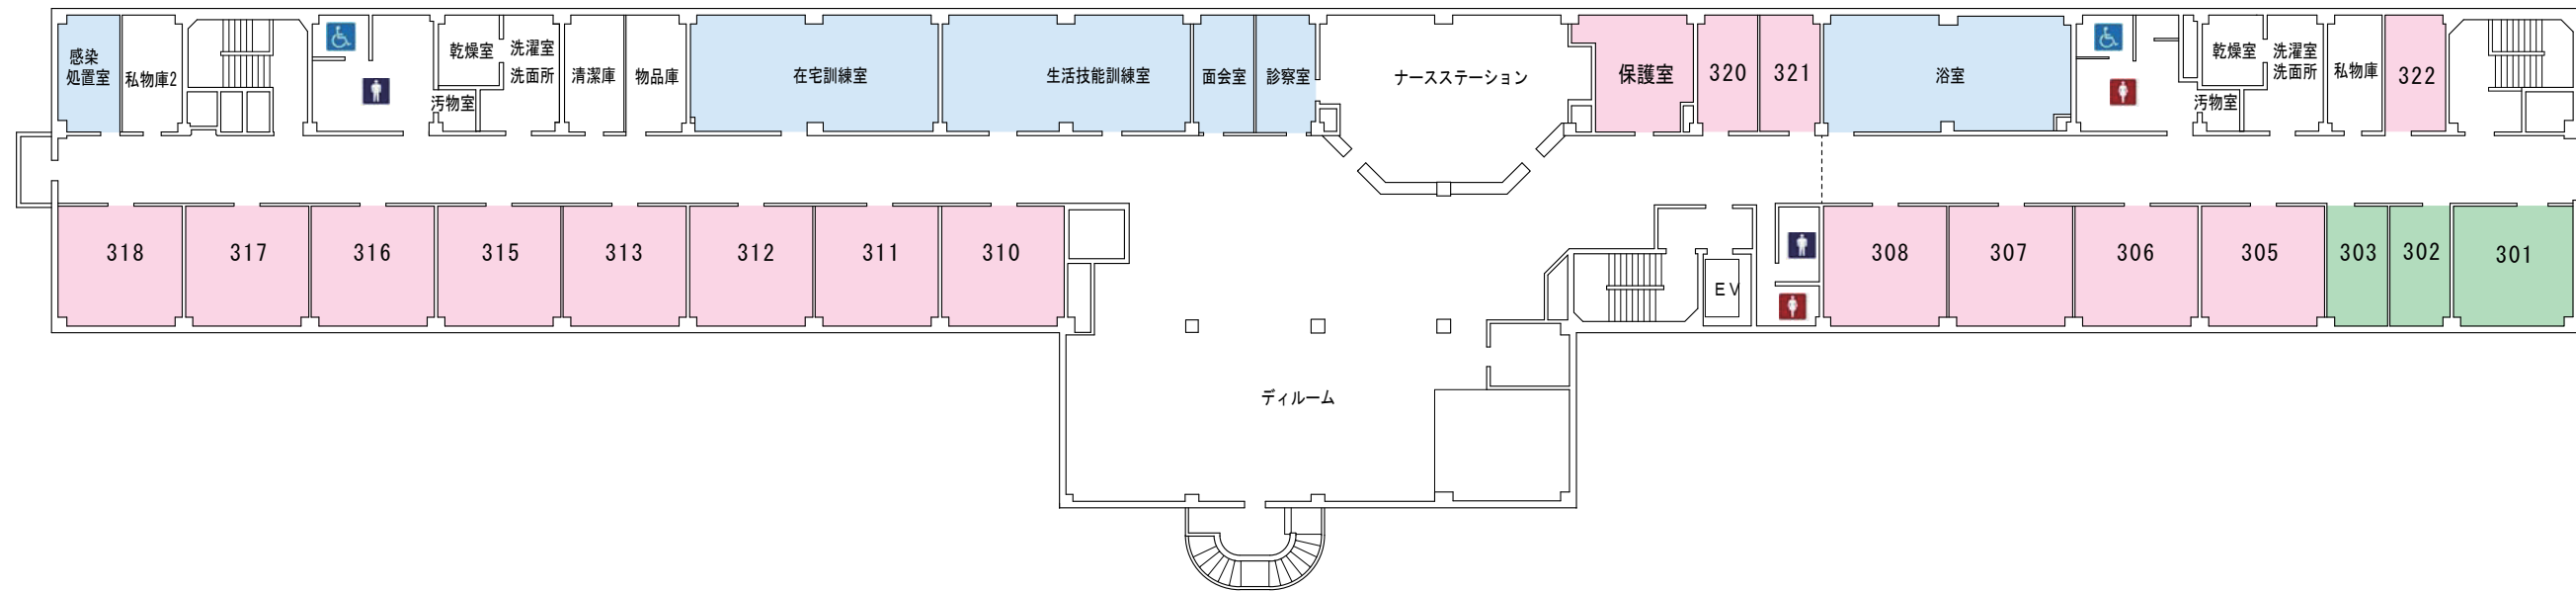 感染
処置室
私物庫2
乾燥室
洗濯室
洗面所
汚物室
清潔庫
物品庫
在宅訓練室
生活技能訓練室
面会室
診察室
ナースステーション
保護室
320
321
浴室
乾燥室
洗濯室
洗面所
汚物室
私物庫
322
318
317
316
315
313
312
311
310
EV
308
307
306
305
303
302
301
ディルーム